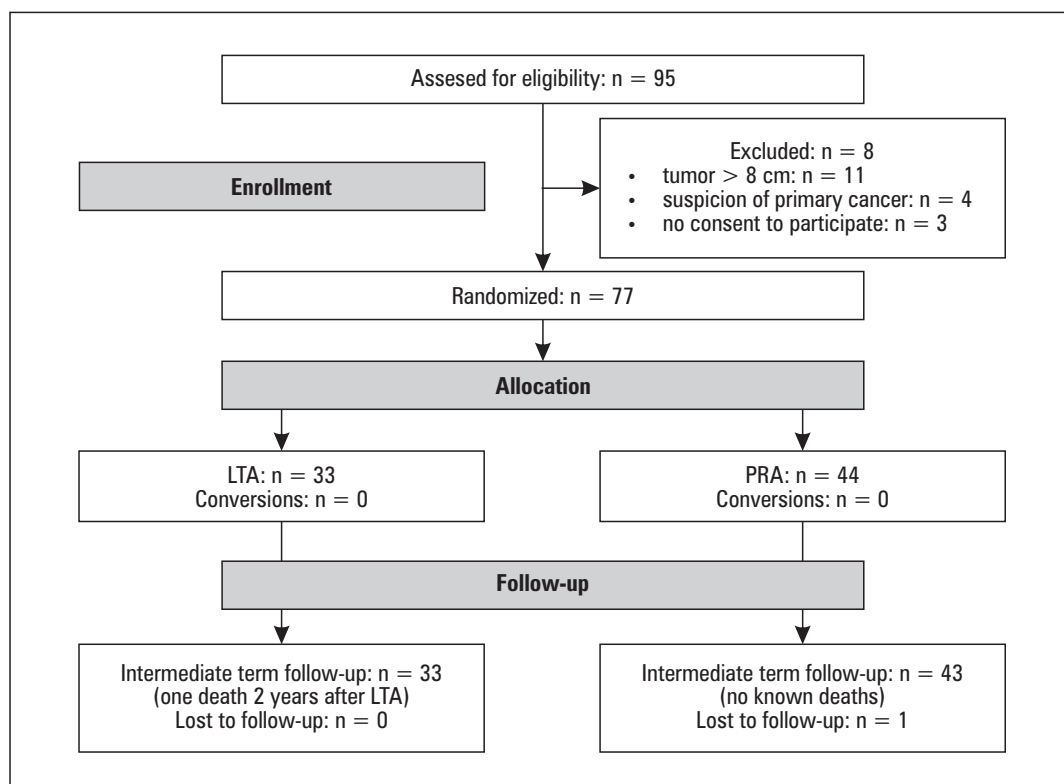 Assesed for eligibility: n = 95
Enrollment
Excluded: n = 8
• tumor > 8 cm: n = 11
• suspicion of primary cancer: n = 4
• no consent to participate: n = 3
Randomized: n = 77
Allocation
LTA: n = 33
Conversions: n = 0
PRA: n = 44
Conversions: n = 0
Follow-up
Intermediate term follow-up: n = 33
(one death 2 years after LTA)
Lost to follow-up: n = 0
Intermediate term follow-up: n = 43
(no known deaths)
Lost to follow-up: n = 1